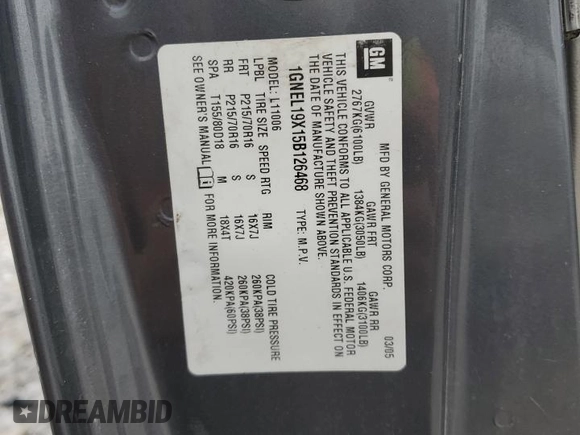 GM
MFD BY GENERAL MOTORS CORP. 03/05
GVWR GAWR FRT GAWR RR
2767KG(6100LB) 1384KG(3050LB) 1406KG(3100LB)
THIS VEHICLE CONFORMS TO ALL APPLICABLE U.S. FEDERAL MOTOR
VEHICLE SAFETY AND THEFT PREVENTION STANDARDS IN EFFECT ON
THE DATE OF MANUFACTURE SHOWN ABOVE.
1GNEL19X15B126468 TYPE: M.P.V.
MODEL: L11006
LPBL TIRE SIZE SPEED RTG RIM COLD TIRE PRESSURE
FRT P215/70R16 S 16X7J 260KPA(38PSI)
RR P215/70R16 S 16X7J 260KPA(38PSI)
SPA T155/80D18 M 18X4T 420KPA(60PSI)
SEE OWNER'S MANUAL FOR MORE INFORMATION.
DREAMBID